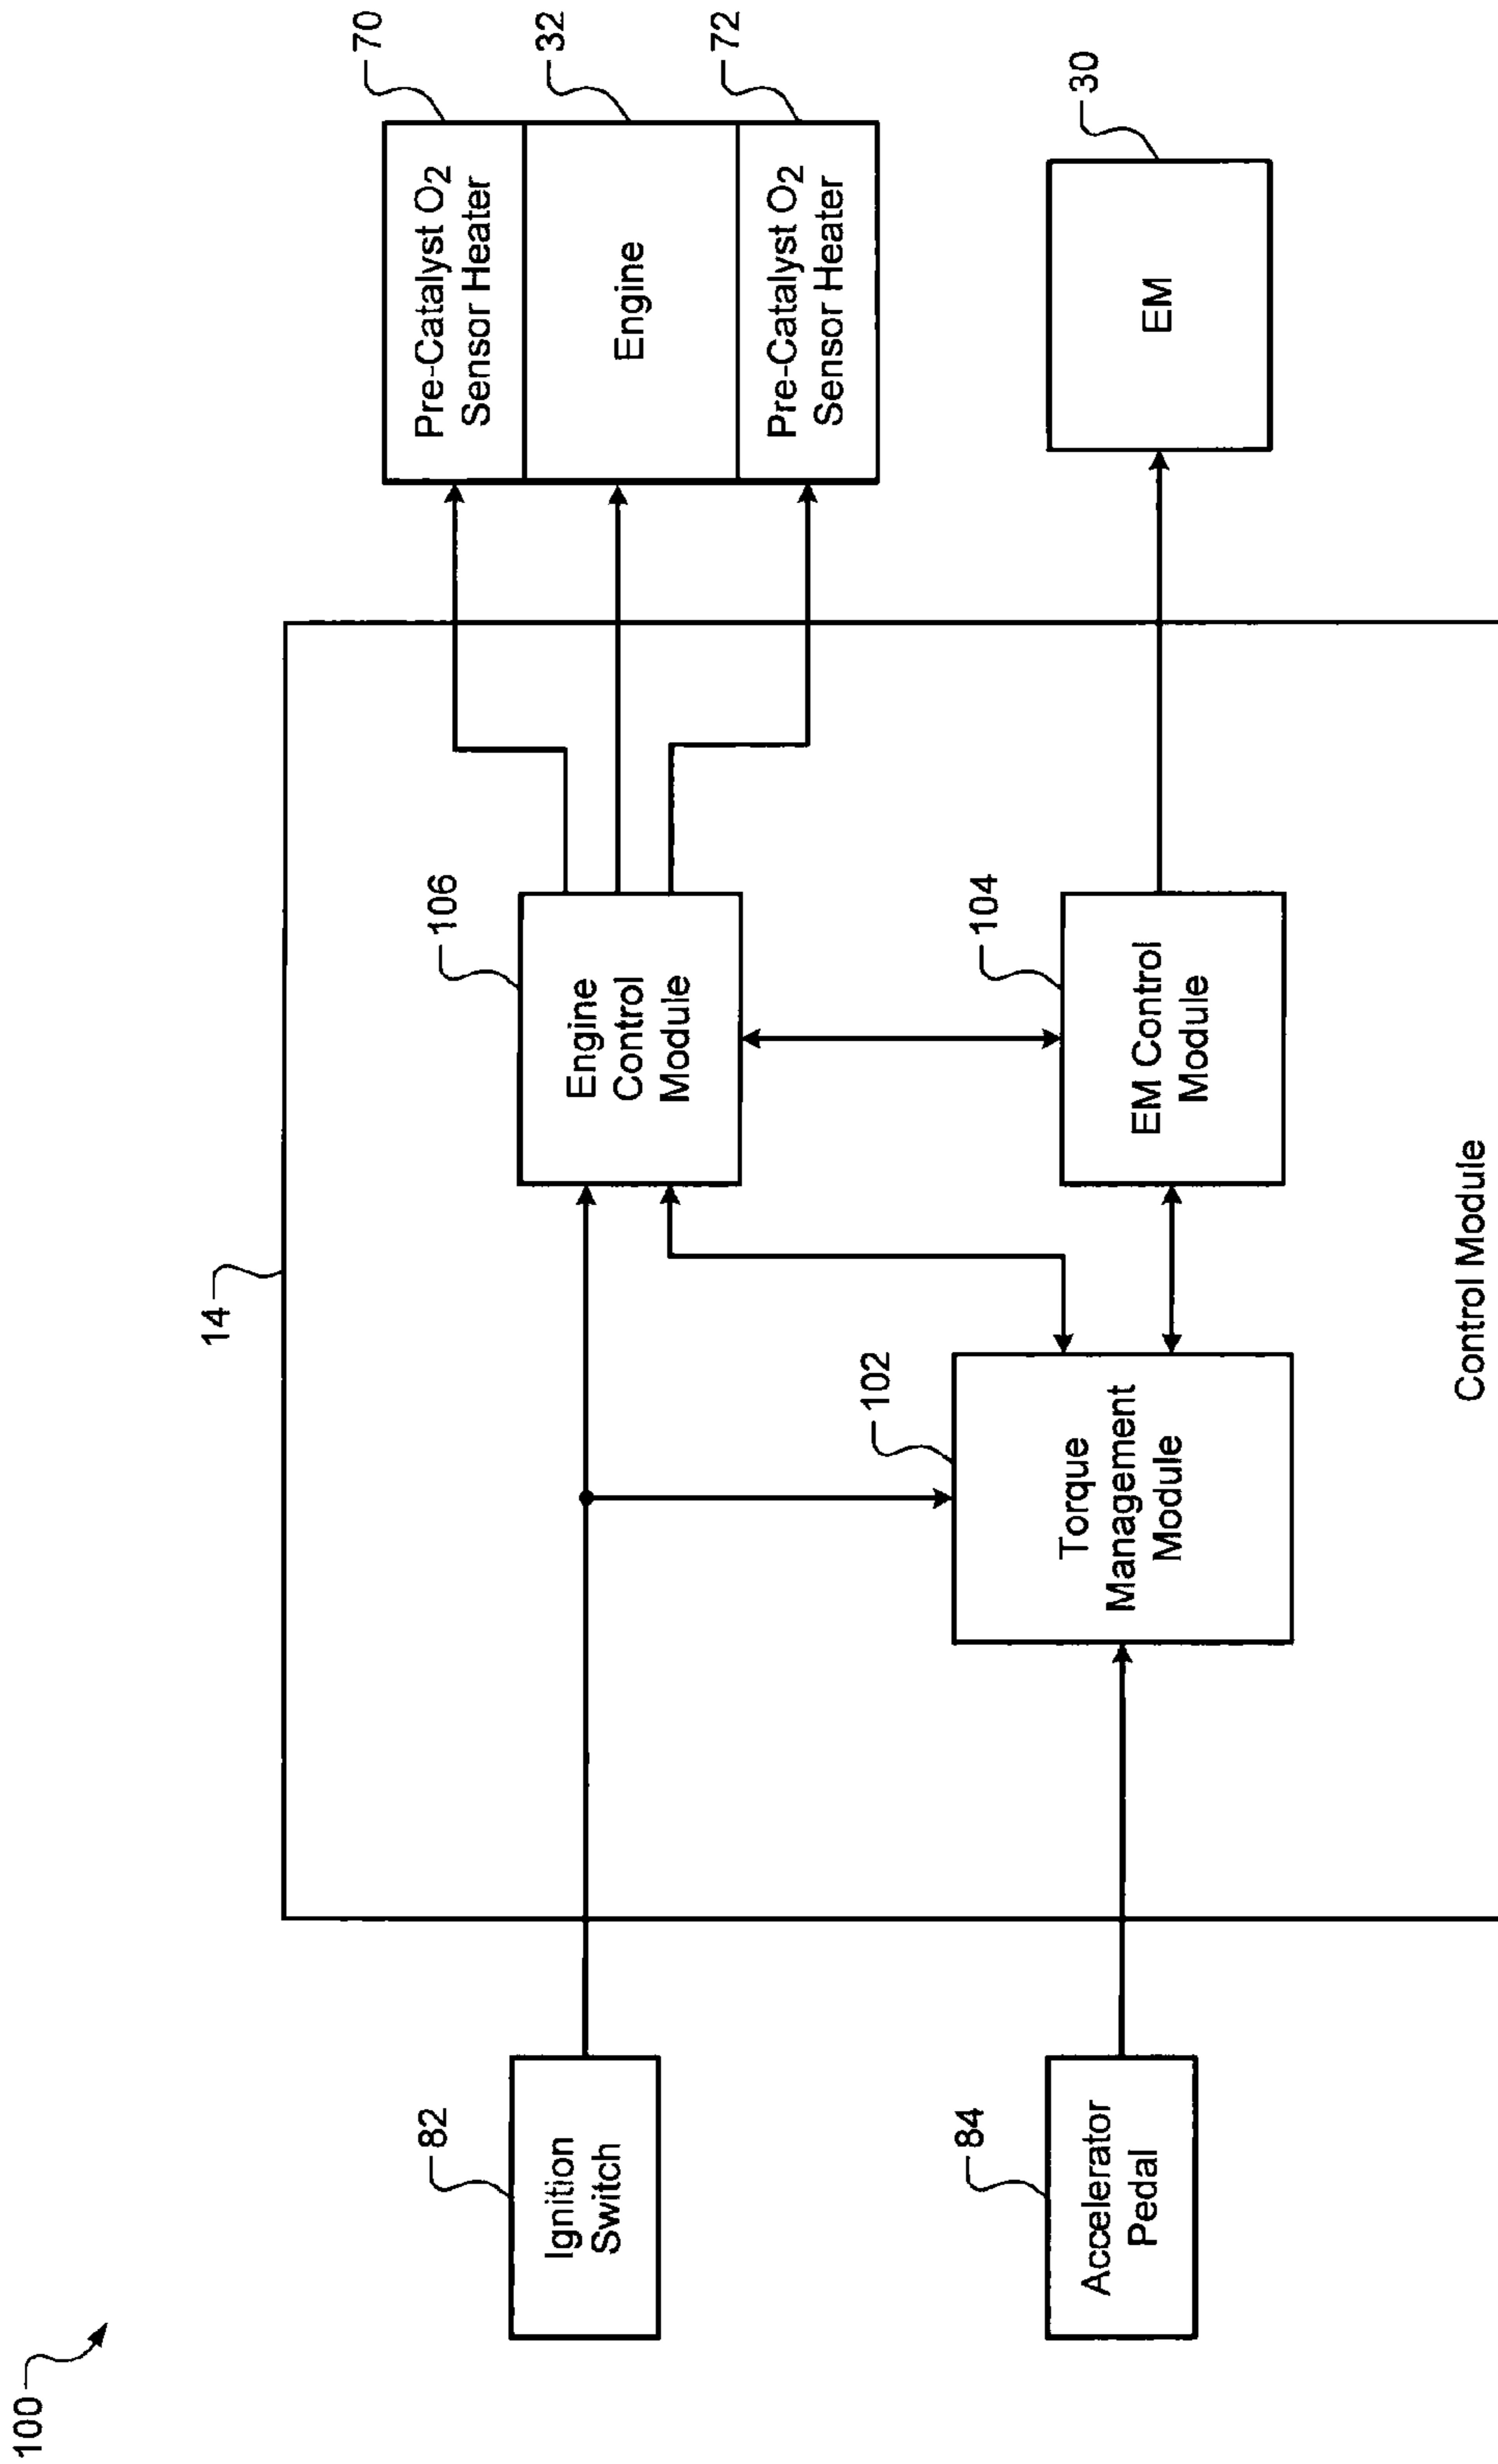 100
14
82
Ignition
Switch
84
Accelerator
Pedal
102
Torque
Management
Module
106
Engine
Control
Module
104
EM Control
Module
Control Module
70
Pre-Catalyst O2
Sensor Heater
32
Engine
72
Pre-Catalyst O2
Sensor Heater
30
EM